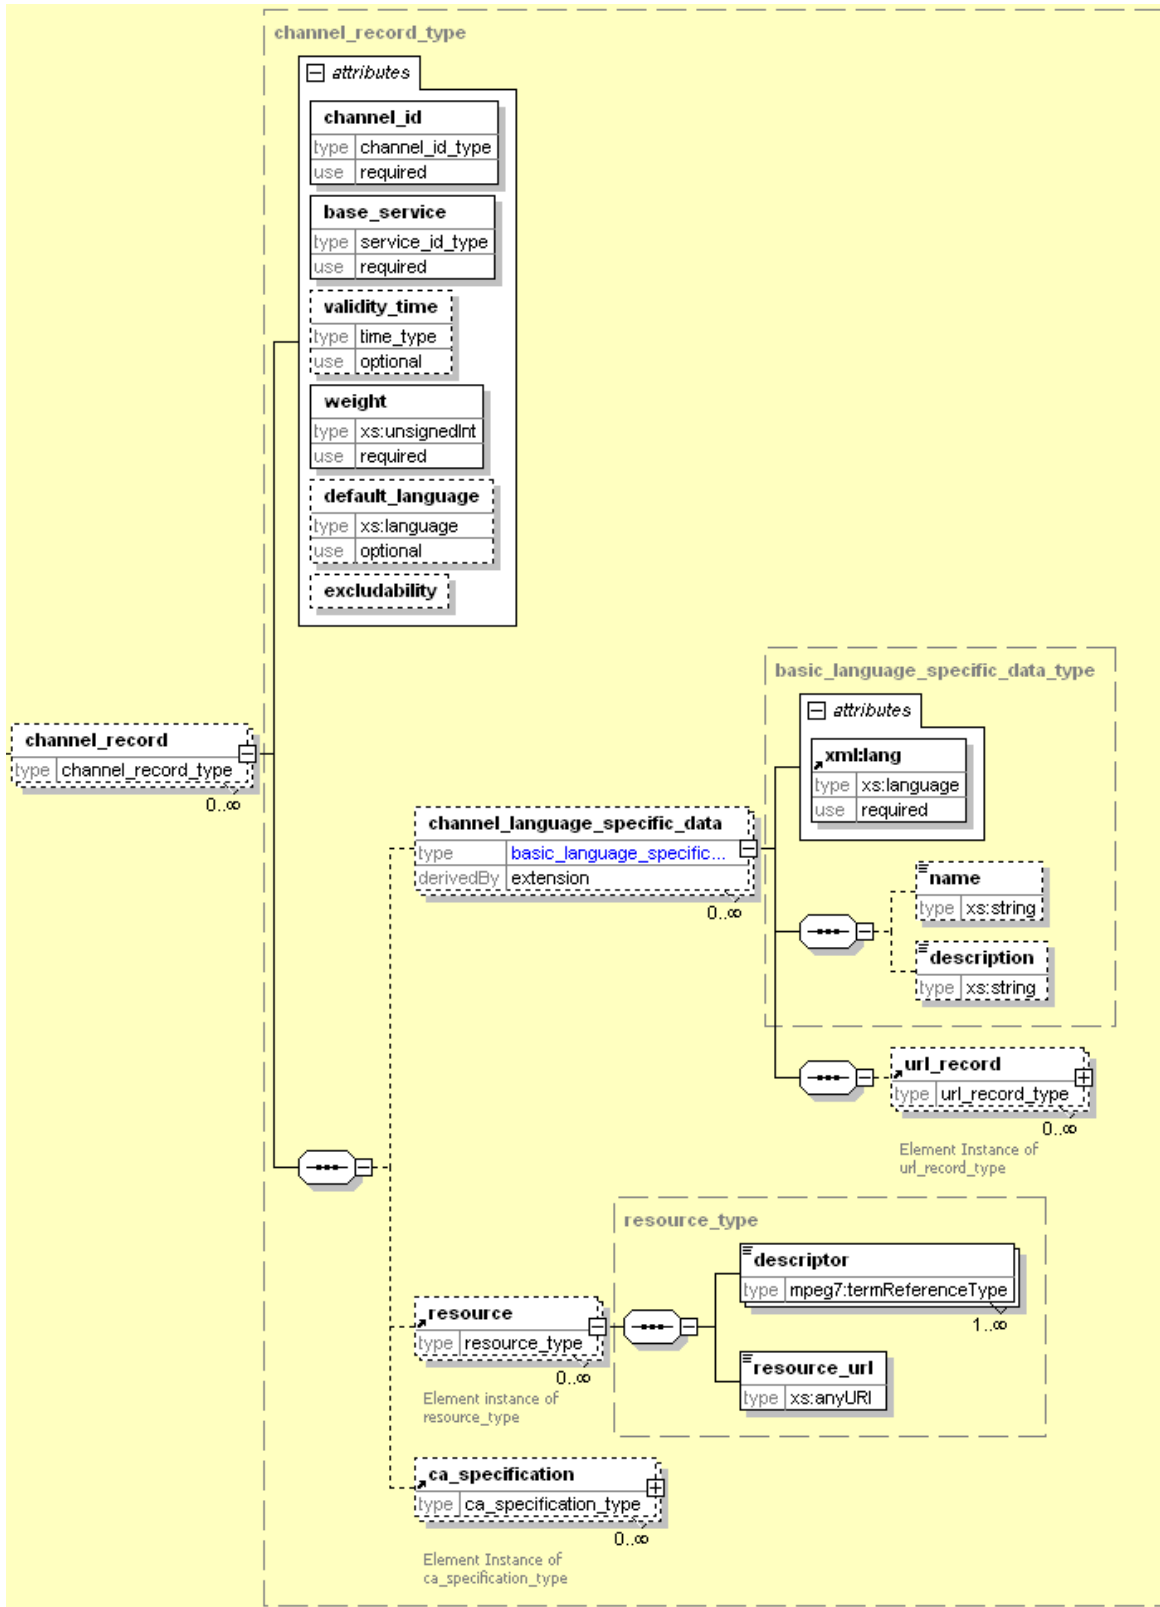 channel_record_type
attributes
channel_id
type channel_id_type
use required
base_service
type service_id_type
use required
validity_time
type time_type
use optional
weight
type xs:unsignedInt
use required
default_language
type xs:language
use optional
excludability
channel_record
type channel_record_type
0..∞
channel_language_specific_data
type basic_language_specific...
derivedBy extension
0..∞
basic_language_specific_data_type
attributes
xml:lang
type xs:language
use required
name
type xs:string
description
type xs:string
url_record
type url_record_type
0..∞
Element Instance of
url_record_type
resource
type resource_type
0..∞
Element instance of
resource_type
resource_type
descriptor
type mpeg7:termReferenceType
1..∞
resource_url
type xs:anyURI
ca_specification
type ca_specification_type
0..∞
Element Instance of
ca_specification_type